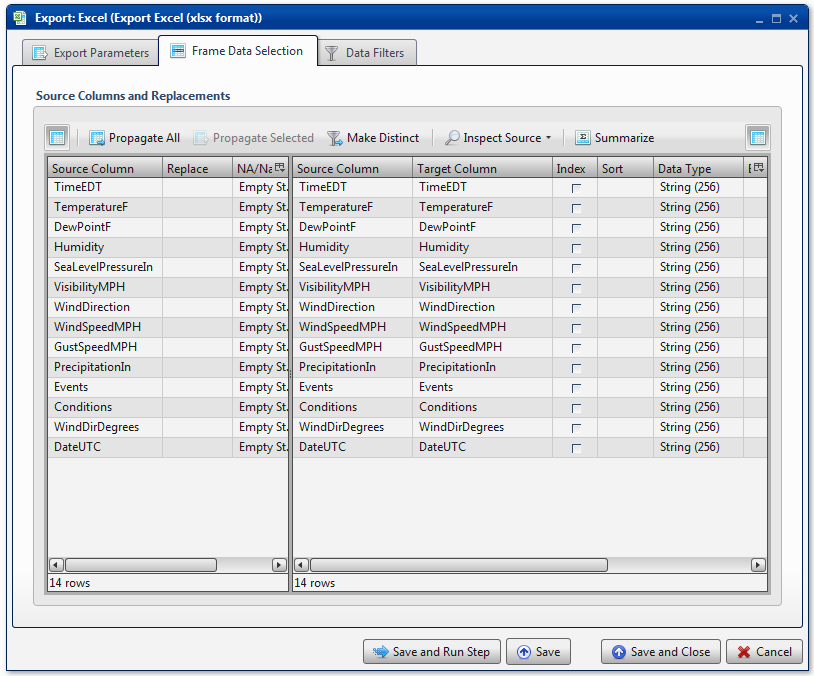 Export: Excel (Export Excel (xlsx format))
Export Parameters Frame Data Selection Data Filters
Source Columns and Replacements
Propagate All Propagate Selected Make Distinct Inspect Source Summarize
Source Column Replace NA/Na Source Column Target Column Index Sort Data Type
TimeEDT Empty St. TimeEDT TimeEDT String (256)
TemperatureF Empty St. TemperatureF TemperatureF String (256)
DewPointF Empty St. DewPointF DewPointF String (256)
Humidity Empty St. Humidity Humidity String (256)
SeaLevelPressureIn Empty St. SeaLevelPressureIn SeaLevelPressureIn String (256)
VisibilityMPH Empty St. VisibilityMPH VisibilityMPH String (256)
WindDirection Empty St. WindDirection WindDirection String (256)
WindSpeedMPH Empty St. WindSpeedMPH WindSpeedMPH String (256)
GustSpeedMPH Empty St. GustSpeedMPH GustSpeedMPH String (256)
PrecipitationIn Empty St. PrecipitationIn PrecipitationIn String (256)
Events Empty St. Events Events String (256)
Conditions Empty St. Conditions Conditions String (256)
WindDirDegrees Empty St. WindDirDegrees WindDirDegrees String (256)
DateUTC Empty St. DateUTC DateUTC String (256)
14 rows 14 rows
Save and Run Step Save Save and Close Cancel